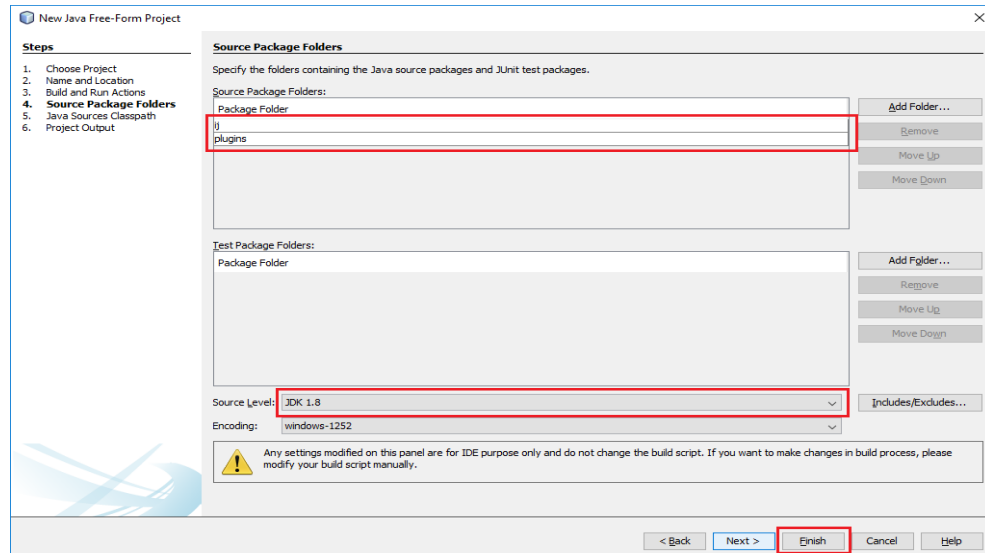 New Java Free-Form Project
Steps
1. Choose Project
2. Name and Location
3. Build and Run Actions
4. Source Package Folders
5. Java Sources Classpath
6. Project Output
Source Package Folders
Specify the folders containing the Java source packages and JUnit test packages.
Source Package Folders:
Package Folder
ij
plugins
Add Folder...
Remove
Move Up
Move Down
Test Package Folders:
Package Folder
Add Folder...
Remove
Move Up
Move Down
Source Level: JDK 1.8
Includes/Excludes...
Encoding: windows-1252
Any settings modified on this panel are for IDE purpose only and do not change the build script. If you want to make changes in build process, please
modify your build script manually.
< Back Next > Finish Cancel Help